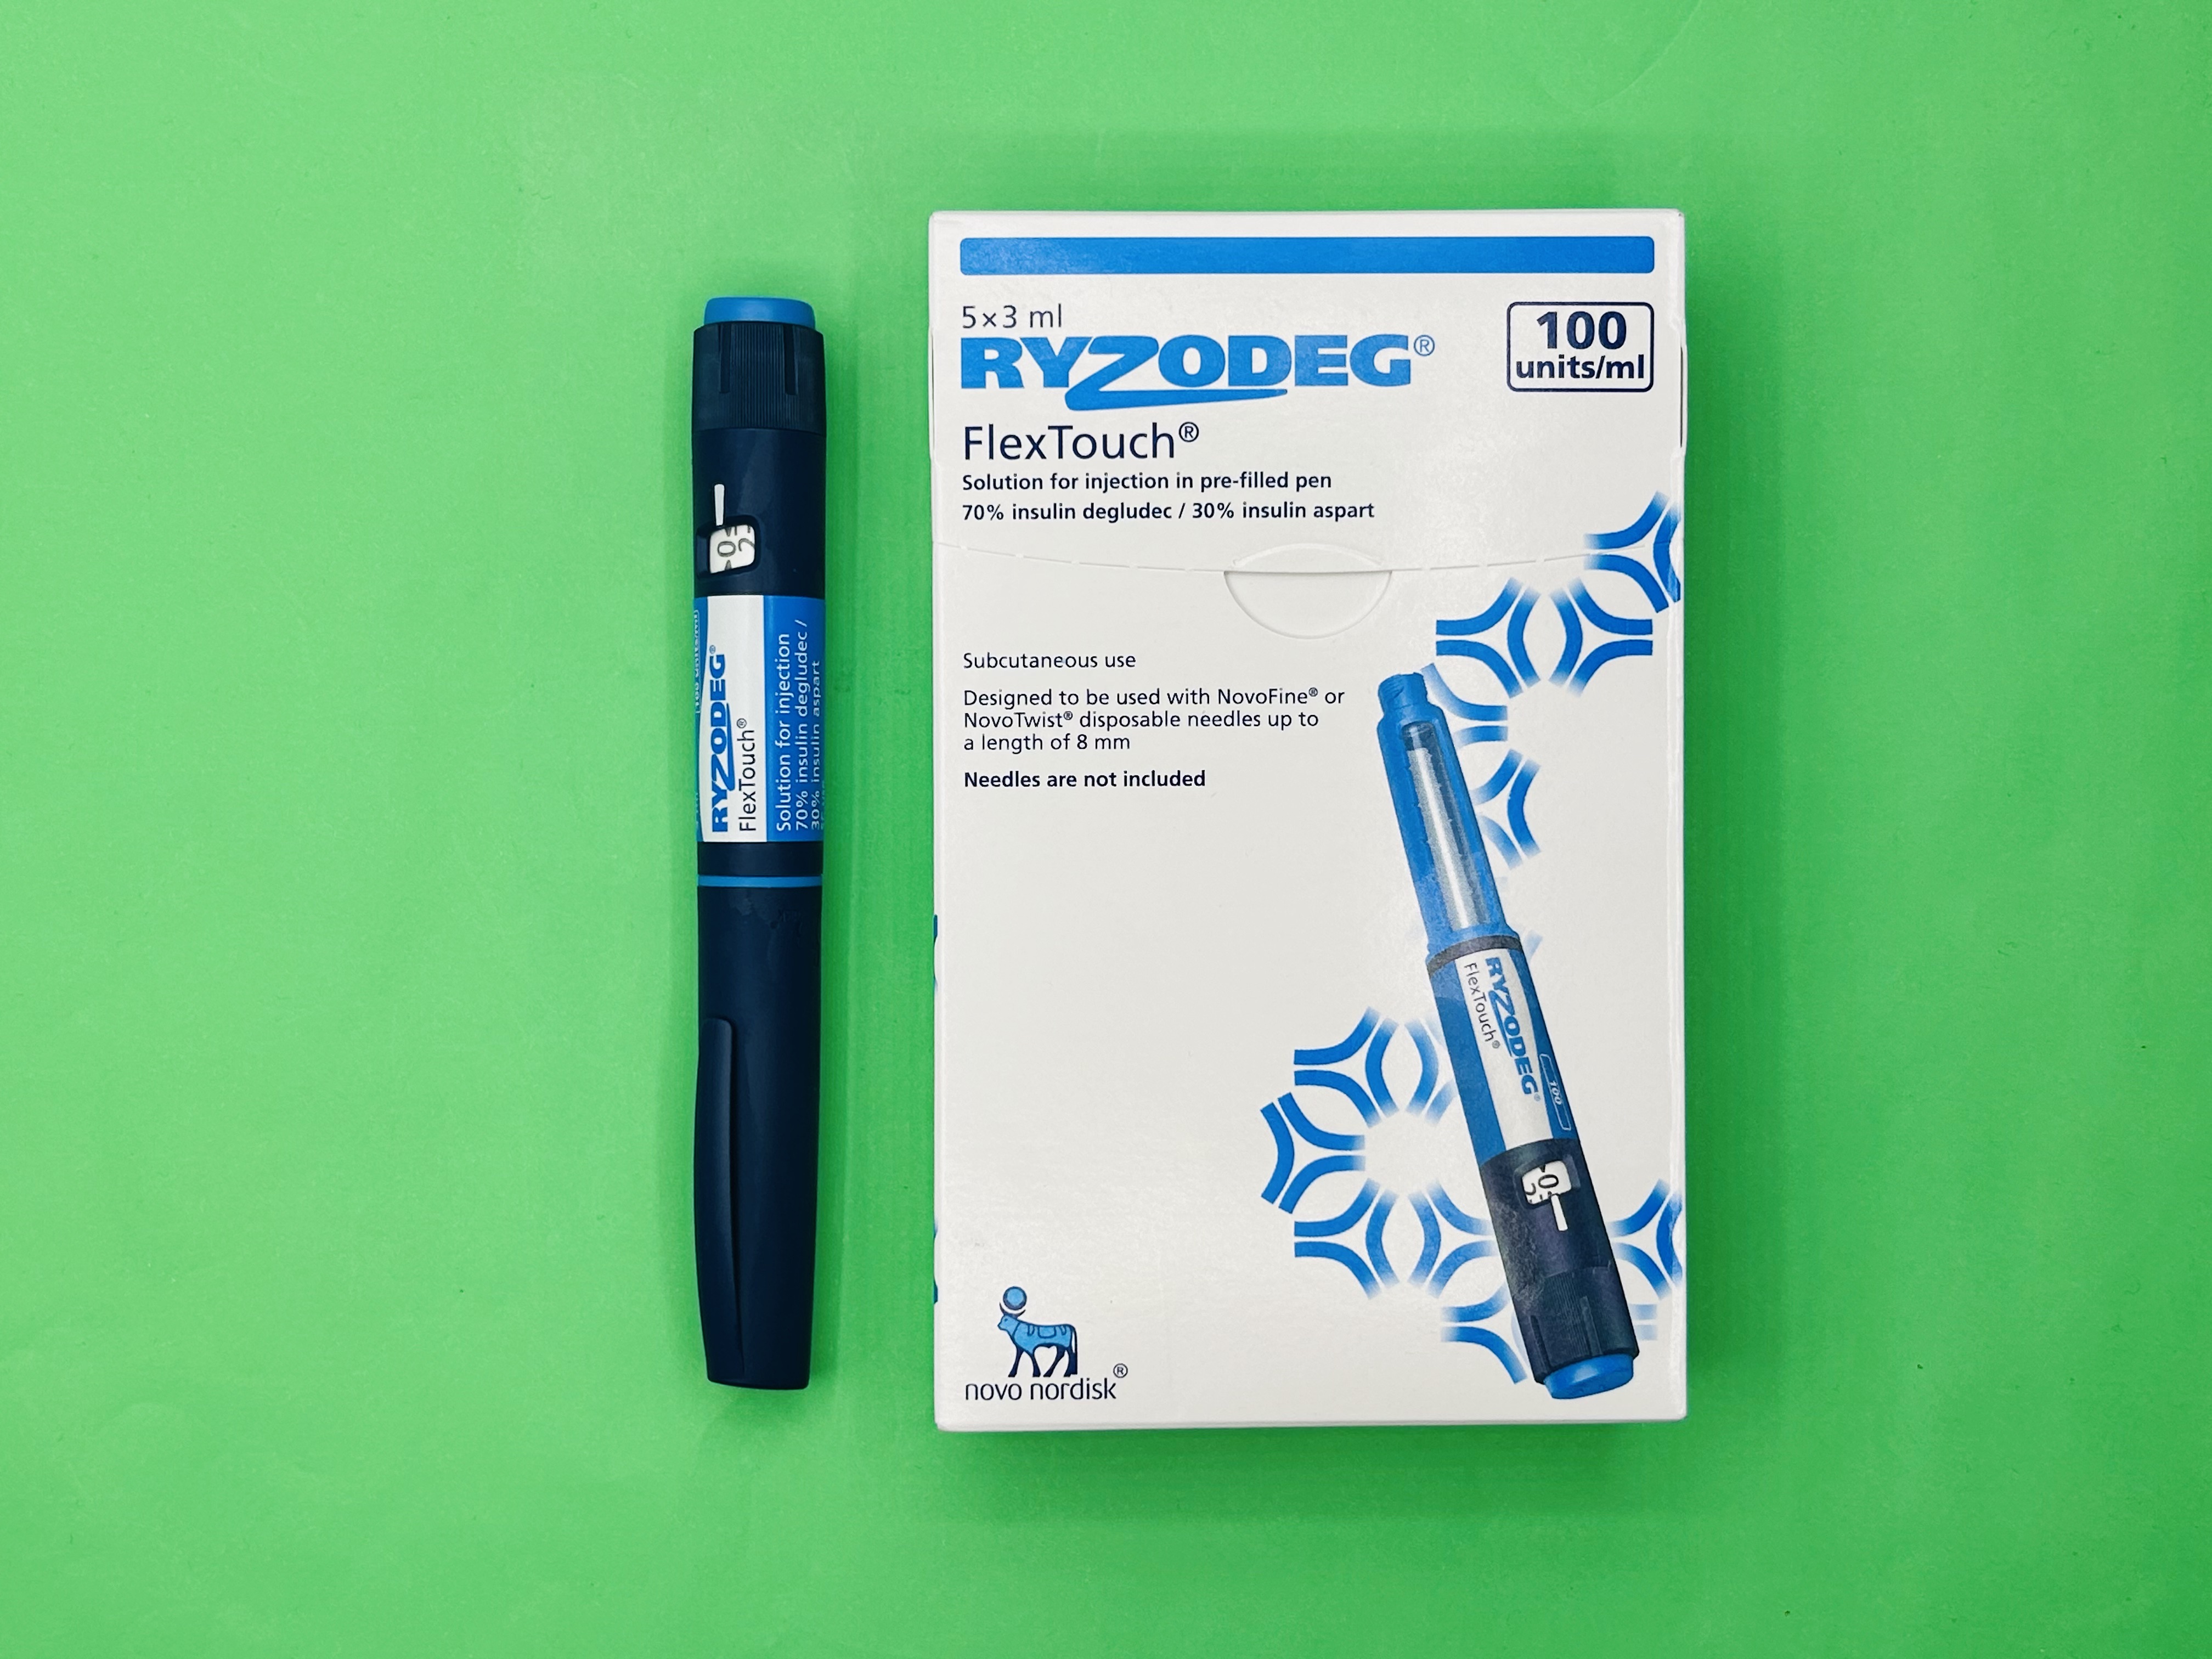 RYZODEG®
FlexTouch®
Solution for injection
70% insulin degludec /
30% insulin aspart
5×3 ml
RYZODEG®
100
units/ml
FlexTouch®
Solution for injection in pre-filled pen
70% insulin degludec / 30% insulin aspart
Subcutaneous use
Designed to be used with NovoFine® or
NovoTwist® disposable needles up to
a length of 8 mm
Needles are not included
RYZODEG®
FlexTouch®
100
0
2
novo nordisk®